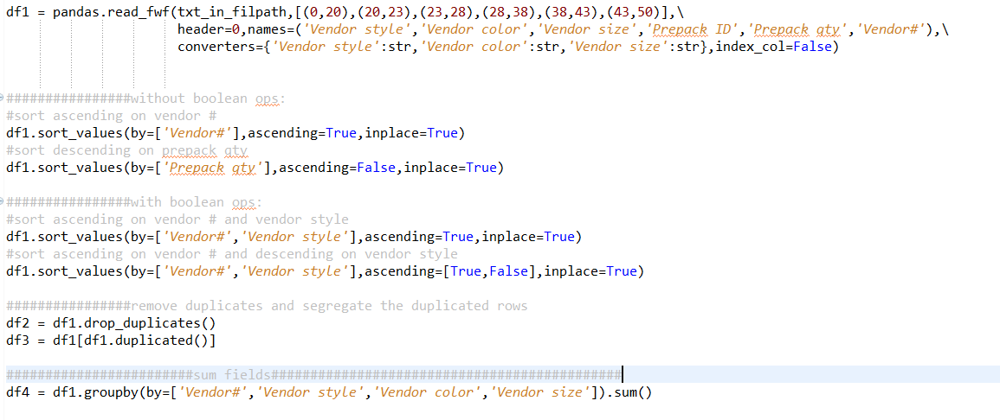 df1 = pandas.read_fwf(txt_in_filpath,[(0,20),(20,23),(23,28),(28,38),(38,43),(43,50)],\
header=0,names=('Vendor style','Vendor color','Vendor size','Prepack ID','Prepack qty','Vendor#'),\
converters={'Vendor style':str,'Vendor color':str,'Vendor size':str},index_col=False)
################without boolean ops:
#sort ascending on vendor #
df1.sort_values(by=['Vendor#'],ascending=True,inplace=True)
#sort descending on prepack qty
df1.sort_values(by=['Prepack qty'],ascending=False,inplace=True)
################with boolean ops:
#sort ascending on vendor # and vendor style
df1.sort_values(by=['Vendor#','Vendor style'],ascending=True,inplace=True)
#sort ascending on vendor # and descending on vendor style
df1.sort_values(by=['Vendor#','Vendor style'],ascending=[True,False],inplace=True)
################remove duplicates and segregate the duplicated rows
df2 = df1.drop_duplicates()
df3 = df1[df1.duplicated()]
########################sum fields#############################################
df4 = df1.groupby(by=['Vendor#','Vendor style','Vendor color','Vendor size']).sum()